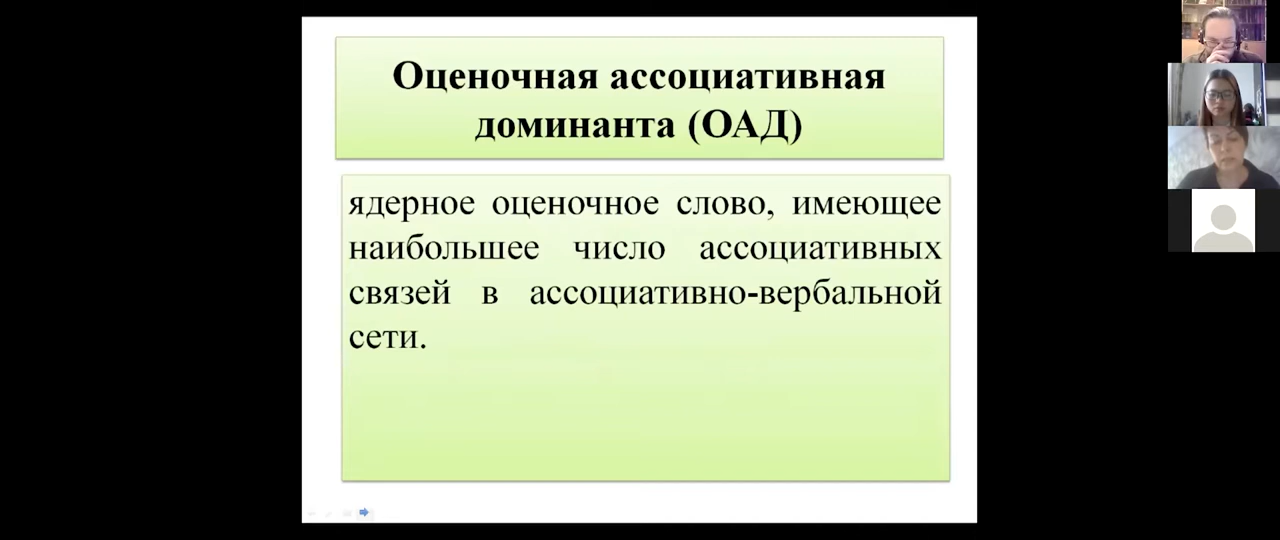 Оценочная ассоциативная
доминанта (ОАД)
ядерное оценочное слово, имеющее
наибольшее число ассоциативных
связей в ассоциативно-вербальной
сети.